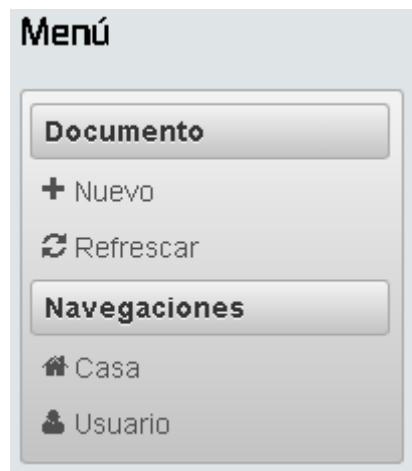 Menú
Documento
Nuevo
Refrescar
Navegaciones
Casa
Usuario